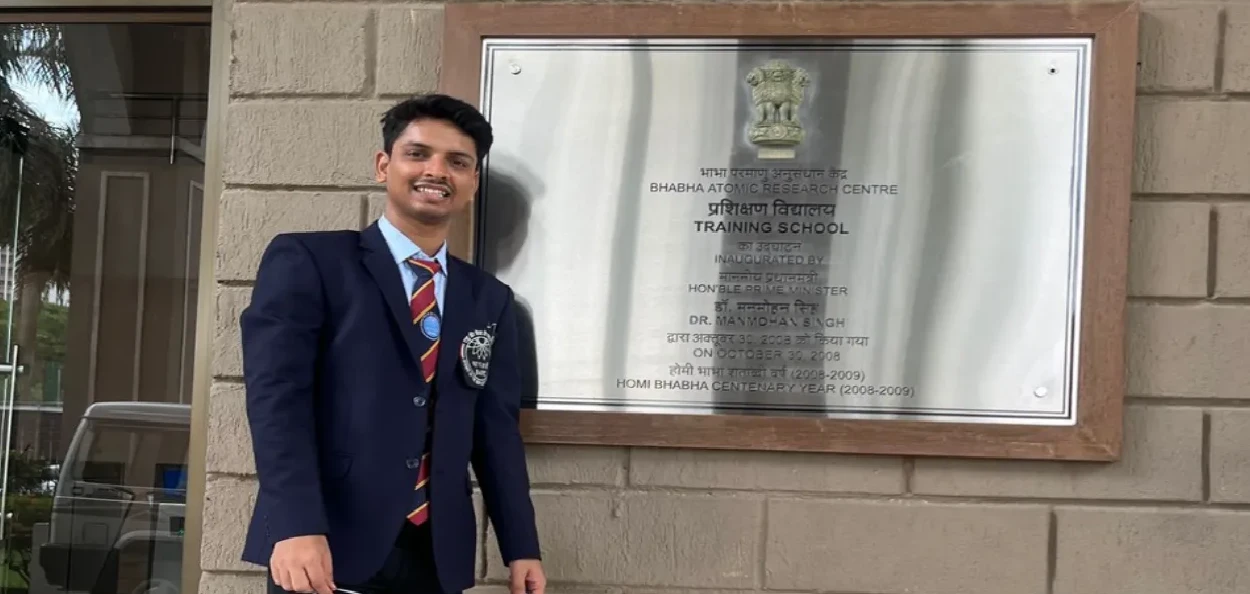 भाभा परमाणु अनुसंधान केंद्र
BHABHA ATOMIC RESEARCH CENTRE
प्रशिक्षण विद्यालय
TRAINING SCHOOL
का उद्घाटन
INAUGURATED BY
माननीय प्रधानमंत्री
HON'BLE PRIME MINISTER
डॉ. मनमोहन सिंह
DR. MANMOHAN SINGH
द्वारा अक्तूबर 30, 2008 को किया गया
ON OCTOBER 30, 2008
होमी भाभा शताब्दी वर्ष (2008-2009)
HOMI BHABHA CENTENARY YEAR (2008-2009)